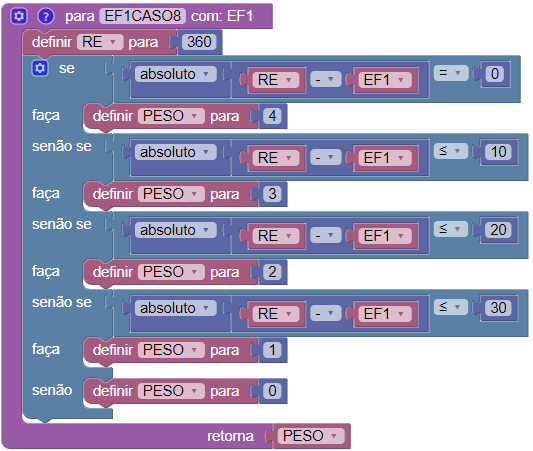 para EF1CASO8 com: EF1
definir RE para 360
se absoluto RE - EF1 = 0
faça definir PESO para 4
senão se absoluto RE - EF1 ≤ 10
faça definir PESO para 3
senão se absoluto RE - EF1 ≤ 20
faça definir PESO para 2
senão se absoluto RE - EF1 ≤ 30
faça definir PESO para 1
senão definir PESO para 0
retorna PESO